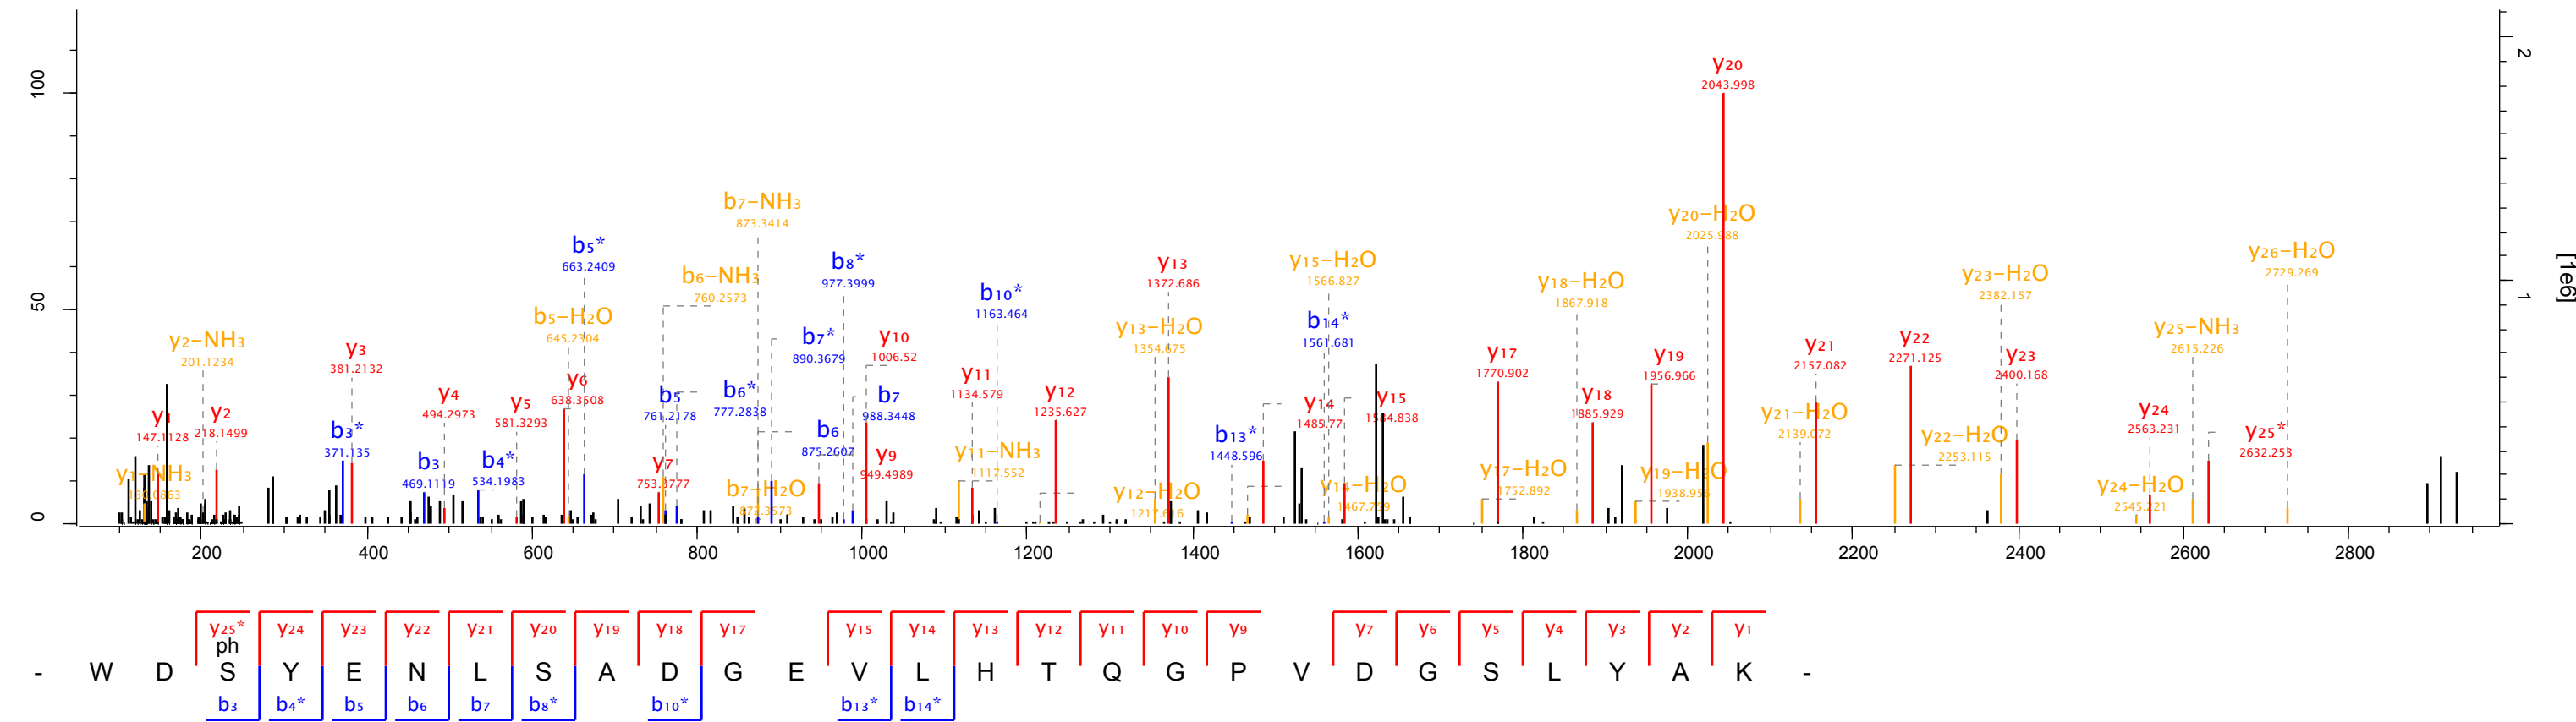 y20
2043.998
b7–NH3
873.3414
y20–H2O
2025.988
b5*
663.2409
y26–H2O
2729.269
b8*
977.3999
y13
1372.686
y15–H2O
1566.827
b6–NH3
760.2573
y23–H2O
2382.157
y18–H2O
1867.918
b10*
1163.464
b5–H2O
645.2304
b14*
1561.681
y13–H2O
1354.675
y25–NH3
2615.226
y2–NH3
201.1234
b7*
890.3679
y10
1006.52
y22
2271.125
y21
2157.082
y3
381.2132
y17
1770.902
y19
1956.966
y23
2400.168
y6
638.3508
b6*
777.2838
b5
761.2178
b7
988.3448
y11
1134.579
y12
1235.627
y4
494.2973
y5
581.3293
y14
1485.77
y15
1584.838
y18
1885.929
y21–H2O
2139.072
y24
2563.231
y2
218.1499
147.1128
b3*
371.135
b6
875.2607
b13*
1448.596
y22–H2O
2253.115
y25*
2632.253
y11–NH3
1117.552
y9
949.4989
b3
469.1119
b4*
534.1983
y7
753.3777
y1–NH3
y17–H2O
1752.892
y19–H2O
1938.956
y14–H2O
1467.759
y24–H2O
2545.221
b7–H2O
872.3573
y12–H2O
1217.616
0 50 100
1 2
[1e6]
200 400 600 800 1000 1200 1400 1600 1800 2000 2200 2400 2600 2800
y25* y24 y23 y22 y21 y20 y19 y18 y17 y15 y14 y13 y12 y11 y10 y9 y7 y6 y5 y4 y3 y2 y1
ph
- W D S Y E N L S A D G E V L H T Q G P V D G S L Y A K -
b3 b4* b5 b6 b7 b8* b10* b13* b14*